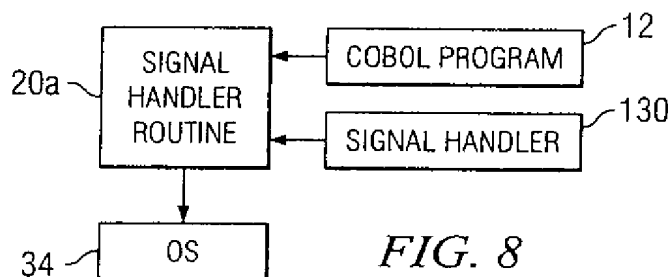 12
COBOL PROGRAM
20a
SIGNAL
HANDLER
ROUTINE
130
SIGNAL HANDLER
34
OS
FIG. 8